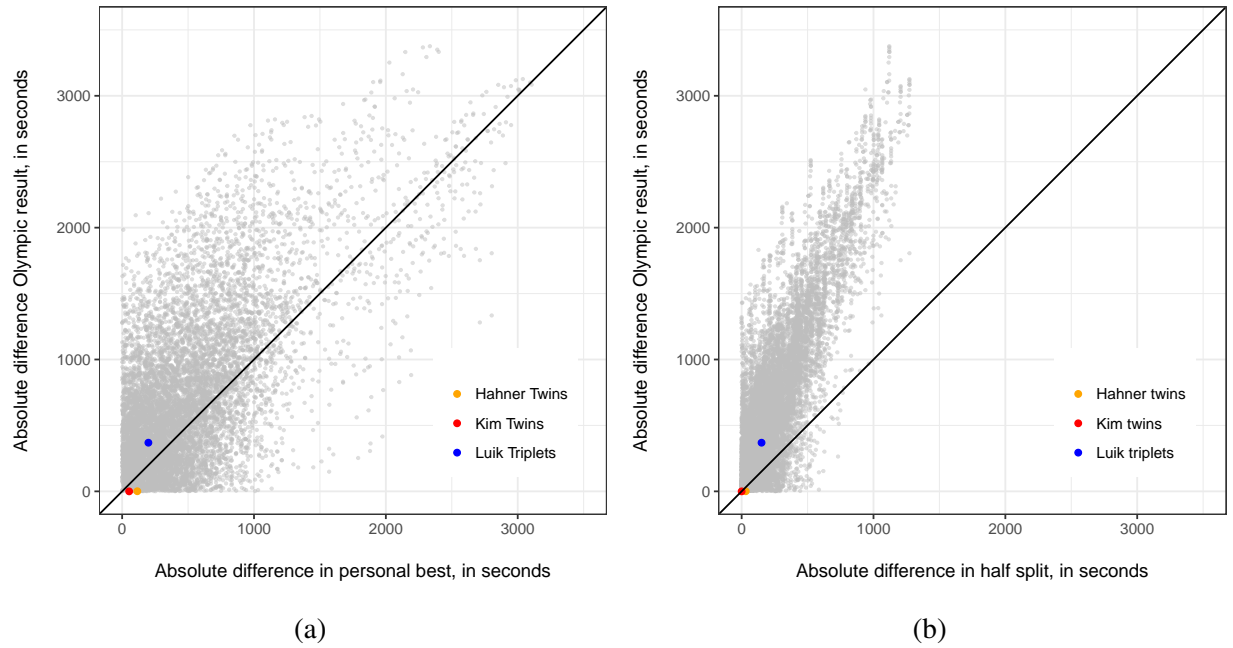 3000
2000
1000
0
Absolute difference Olympic result, in seconds
Hahner Twins
Kim Twins
Luik Triplets
0
1000
2000
3000
Absolute difference in personal best, in seconds
(a)
3000
2000
1000
0
Absolute difference Olympic result, in seconds
Hahner twins
Kim twins
Luik triplets
0
1000
2000
3000
Absolute difference in half split, in seconds
(b)